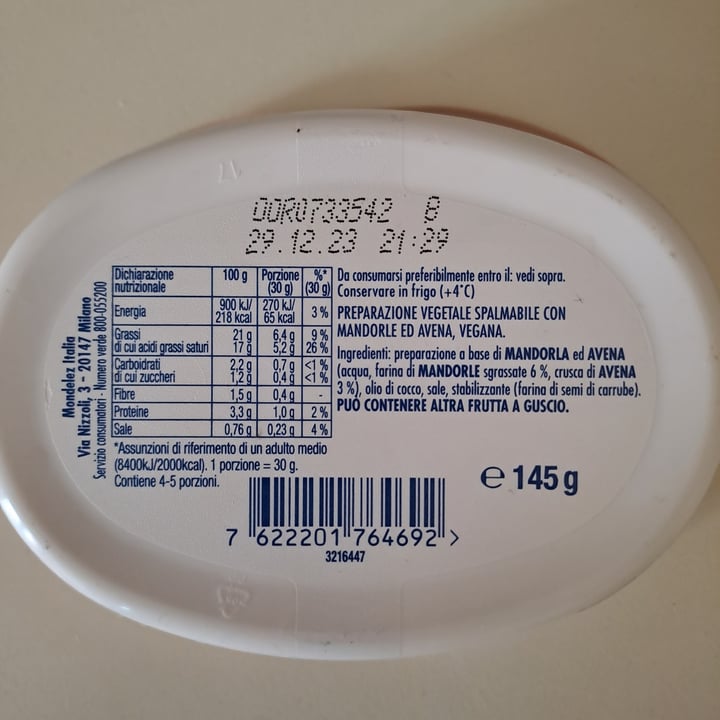 OOR0733542 8
29.12.23 21:29
Mondelez Italia
Via Nizzoli, 3 - 20147 Milano
Servizio consumatori - Numero verde 800-055200
Dichiarazione nutrizionale 100 g Porzione (30 g) %* (30 g)
Energia 900 kJ/ 218 kcal 270 kJ/ 65 kcal 3 %
Grassi 21 g 6,4 g 9 %
di cui acidi grassi saturi 17 g 5,2 g 26 %
Carboidrati 2,2 g 0,7 g <1 %
di cui zuccheri 1,2 g 0,4 g <1 %
Fibre 1,5 g 0,4 g -
Proteine 3,3 g 1,0 g 2 %
Sale 0,76 g 0,23 g 4 %
*Assunzioni di riferimento di un adulto medio
(8400kJ/2000kcal). 1 porzione = 30 g.
Contiene 4-5 porzioni.
Da consumarsi preferibilmente entro il: vedi sopra.
Conservare in frigo (+4°C)
PREPARAZIONE VEGETALE SPALMABILE CON
MANDORLE ED AVENA, VEGANA.
Ingredienti: preparazione a base di MANDORLA ed AVENA
(acqua, farina di MANDORLE sgrassate 6 %, crusca di AVENA
3 %), olio di cocco, sale, stabilizzante (farina di semi di carrube).
PUÒ CONTENERE ALTRA FRUTTA A GUSCIO.
℮ 145 g
7 622201 764692 >
3216447